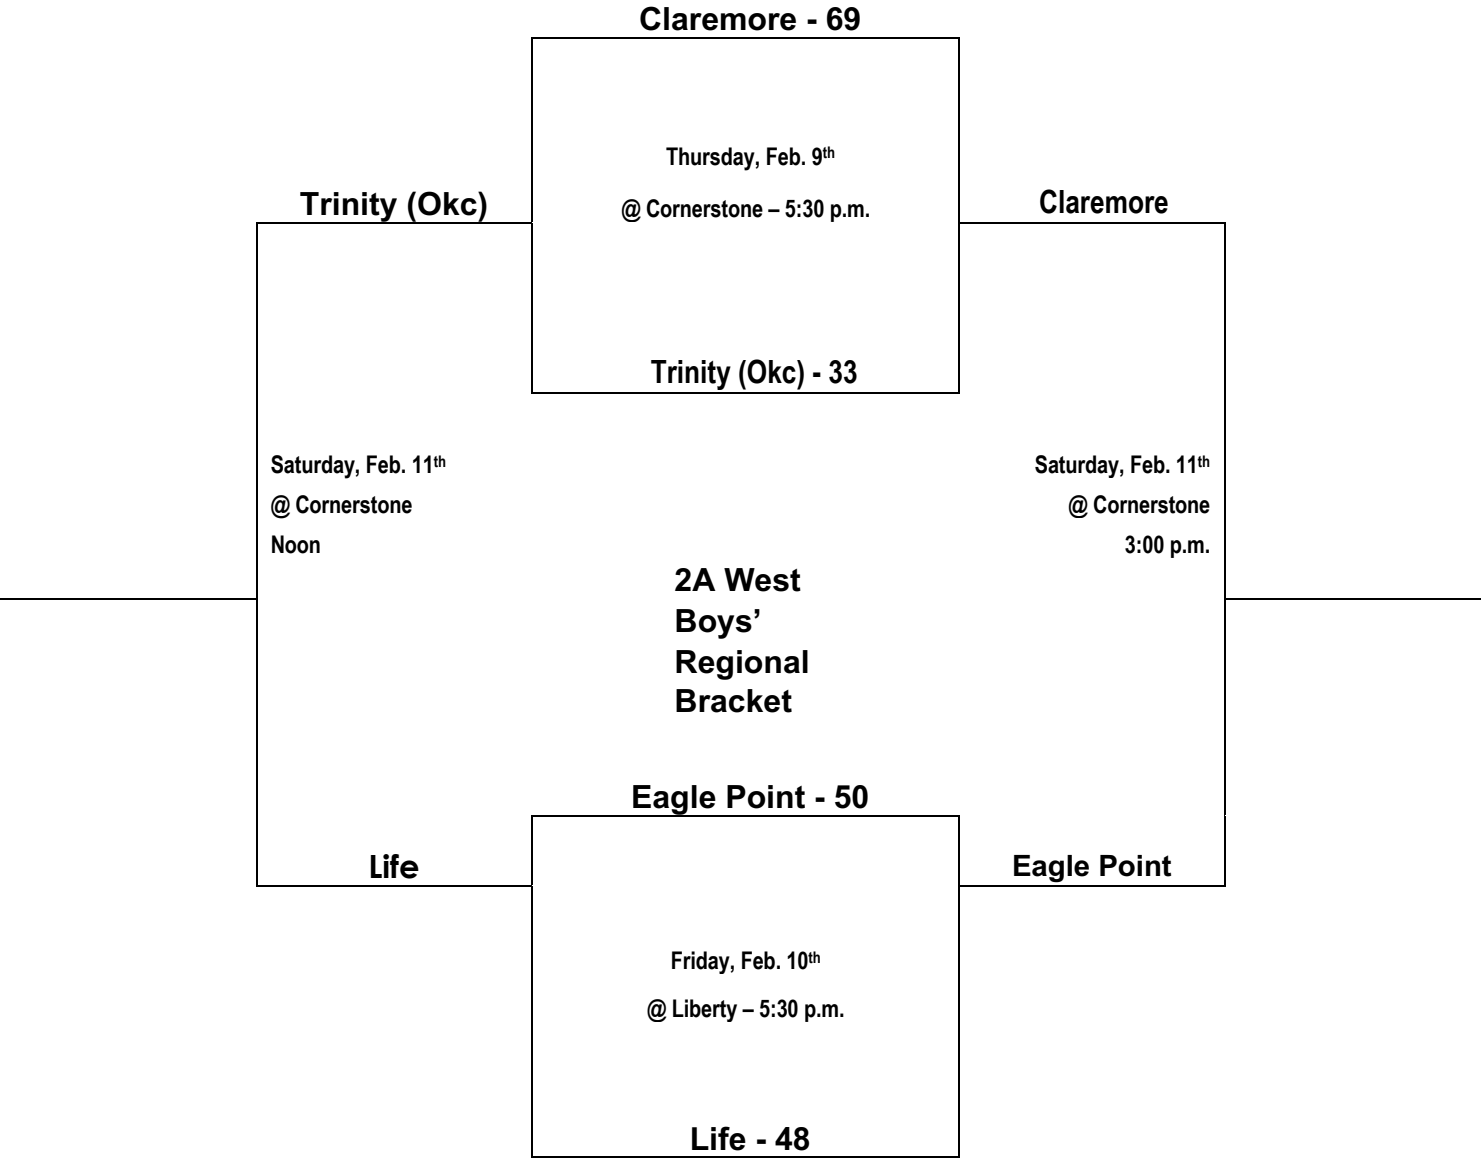 Claremore - 69
Thursday, Feb. 9th
@ Cornerstone – 5:30 p.m.
Trinity (Okc)
Claremore
Trinity (Okc) - 33
Saturday, Feb. 11th
@ Cornerstone
Noon
Saturday, Feb. 11th
@ Cornerstone
3:00 p.m.
2A West
Boys’
Regional
Bracket
Eagle Point - 50
Life
Eagle Point
Friday, Feb. 10th
@ Liberty – 5:30 p.m.
Life - 48